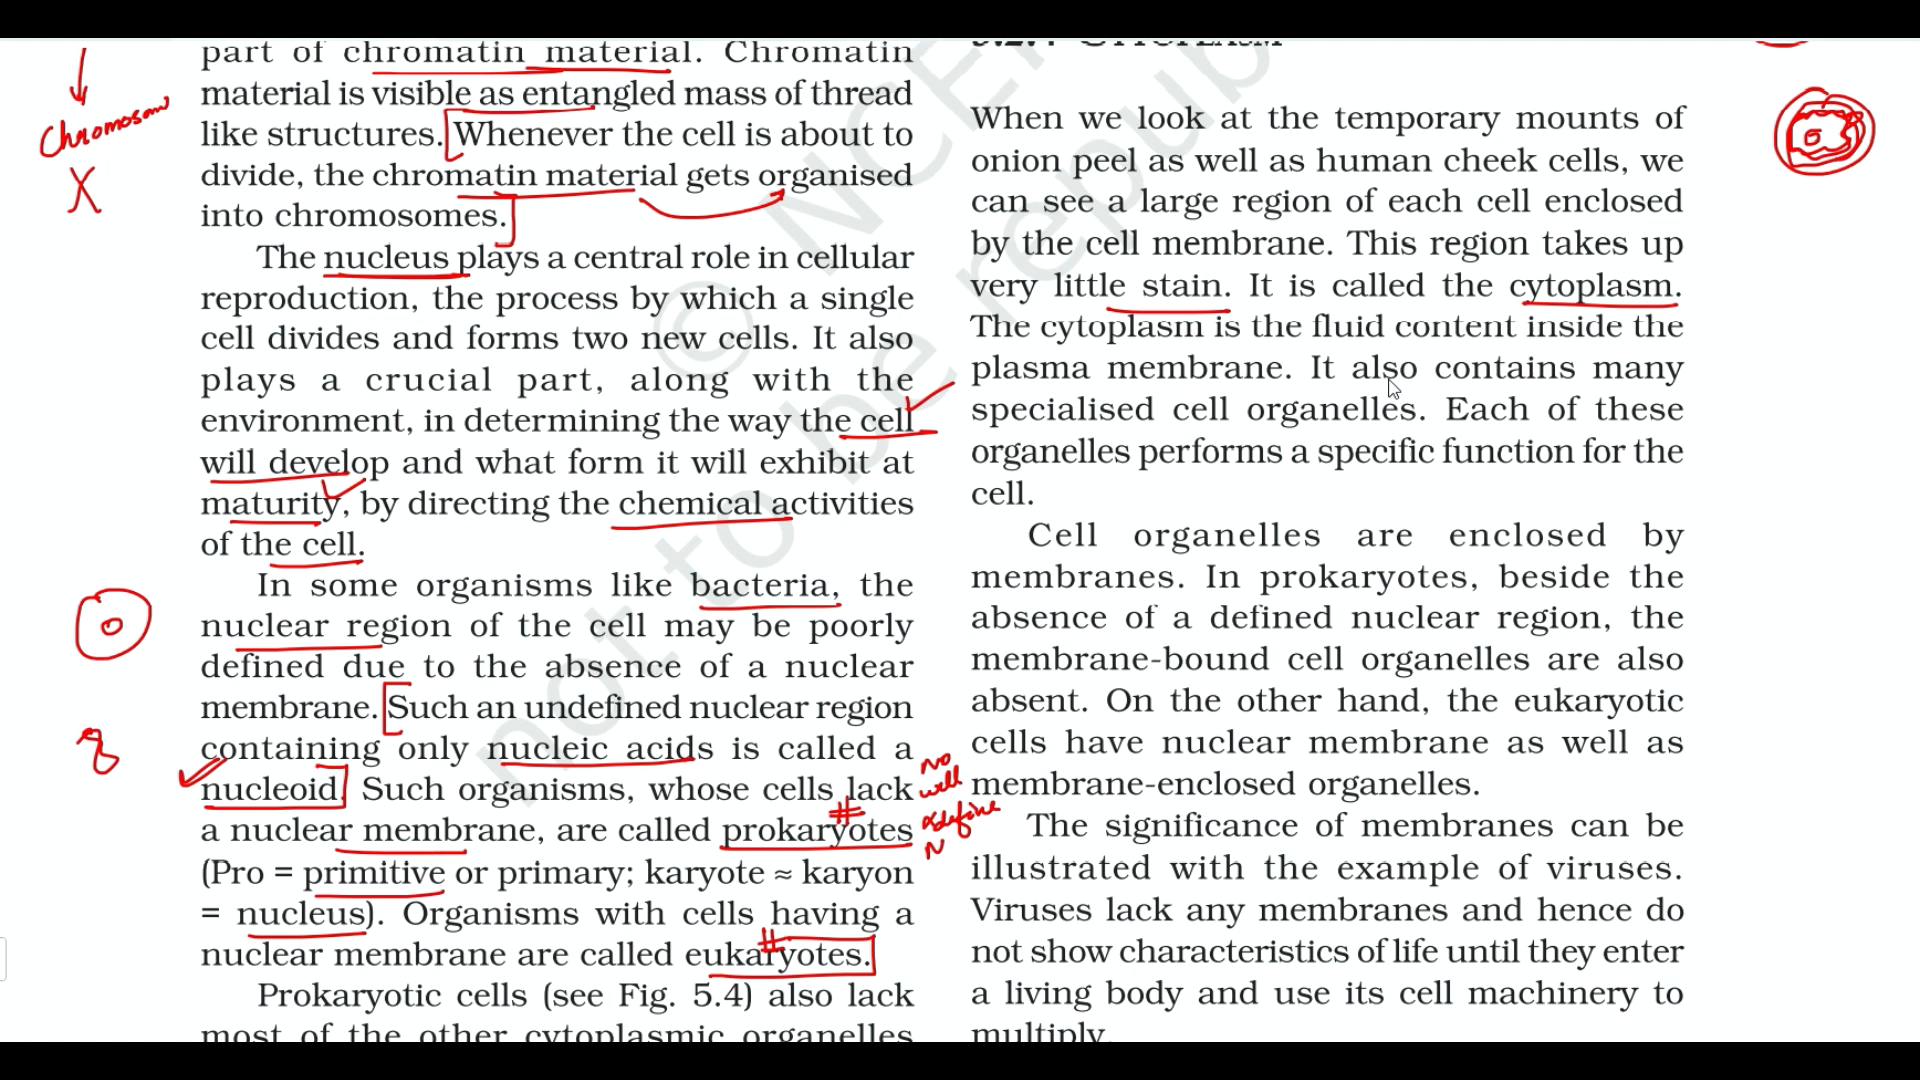 part of chromatin material. Chromatin
material is visible as entangled mass of thread
like structures. Whenever the cell is about to
divide, the chromatin material gets organised
into chromosomes.
The nucleus plays a central role in cellular
reproduction, the process by which a single
cell divides and forms two new cells. It also
plays a crucial part, along with the
environment, in determining the way the cell
will develop and what form it will exhibit at
maturity, by directing the chemical activities
of the cell.
In some organisms like bacteria, the
nuclear region of the cell may be poorly
defined due to the absence of a nuclear
membrane. Such an undefined nuclear region
containing only nucleic acids is called a
nucleoid. Such organisms, whose cells lack
a nuclear membrane, are called prokaryotes
(Pro = primitive or primary; karyote ≈ karyon
= nucleus). Organisms with cells having a
nuclear membrane are called eukaryotes.
Prokaryotic cells (see Fig. 5.4) also lack
most of the other cytoplasmic organelles
CYTOPLASM
When we look at the temporary mounts of
onion peel as well as human cheek cells, we
can see a large region of each cell enclosed
by the cell membrane. This region takes up
very little stain. It is called the cytoplasm.
The cytoplasm is the fluid content inside the
plasma membrane. It also contains many
specialised cell organelles. Each of these
organelles performs a specific function for the
cell.
Cell organelles are enclosed by
membranes. In prokaryotes, beside the
absence of a defined nuclear region, the
membrane-bound cell organelles are also
absent. On the other hand, the eukaryotic
cells have nuclear membrane as well as
membrane-enclosed organelles.
The significance of membranes can be
illustrated with the example of viruses.
Viruses lack any membranes and hence do
not show characteristics of life until they enter
a living body and use its cell machinery to
multiply.
no
well
define
N
© NCER
not to be repub